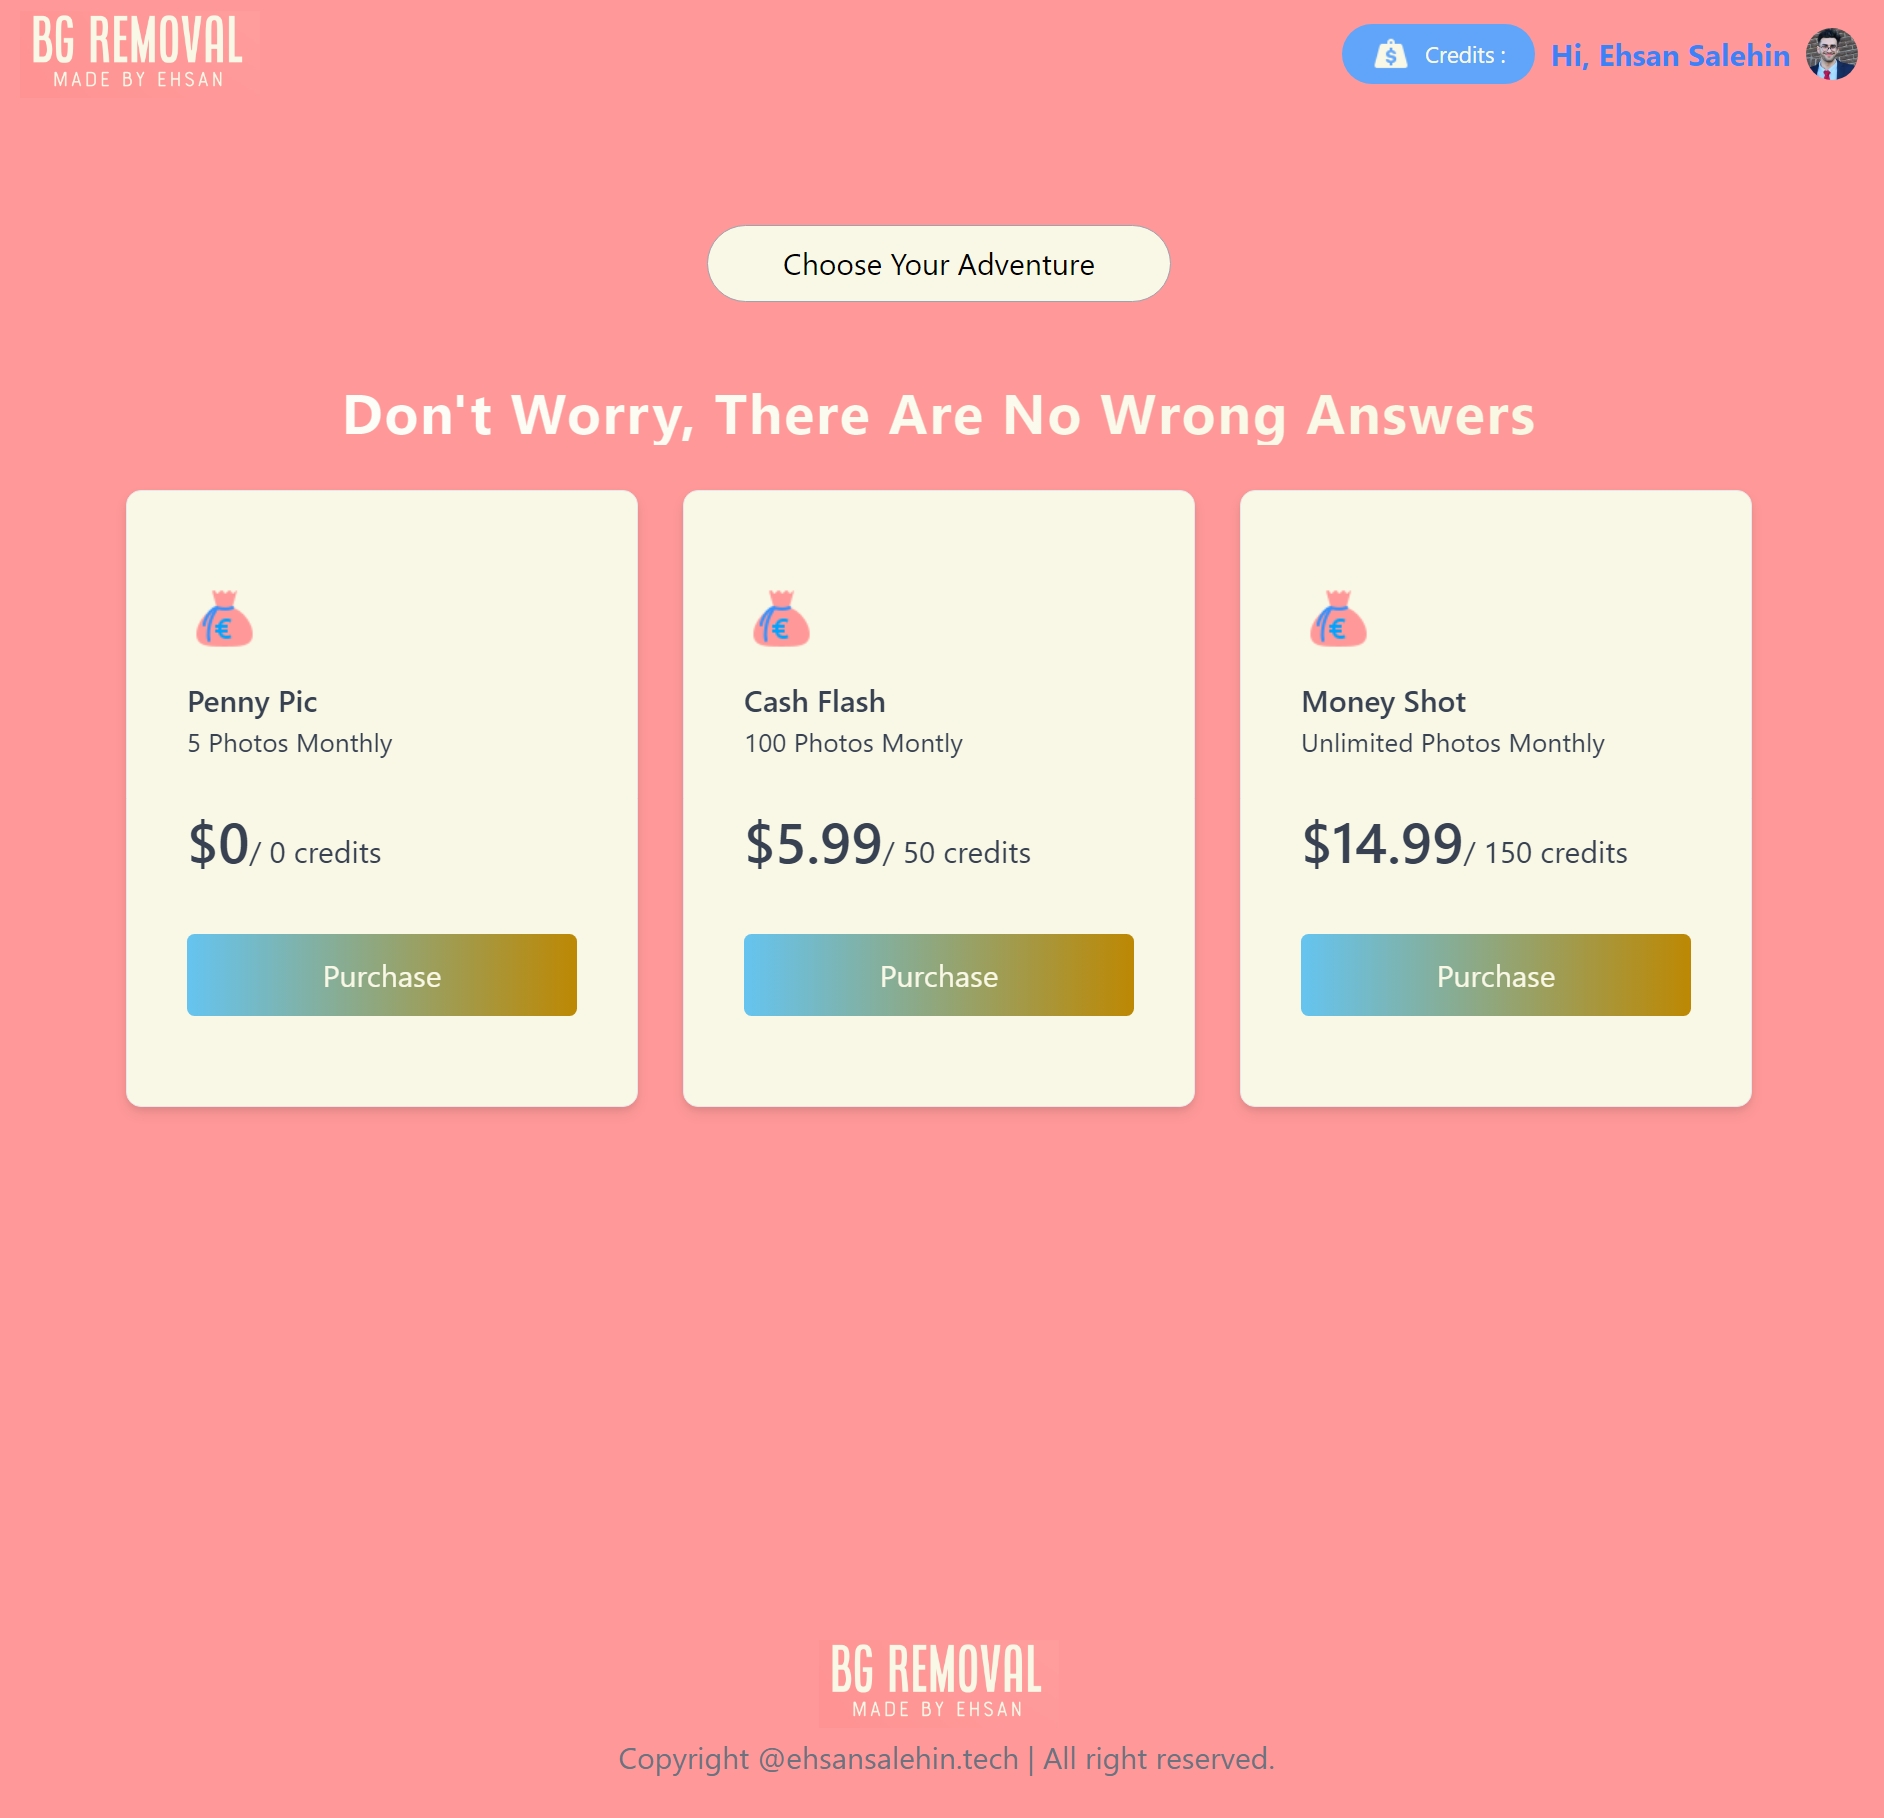 BG REMOVAL
MADE BY EHSAN
$
Credits :
Hi, Ehsan Salehin
Choose Your Adventure
Don't Worry, There Are No Wrong Answers
€
Penny Pic
5 Photos Monthly
$0/ 0 credits
Purchase
€
Cash Flash
100 Photos Montly
$5.99/ 50 credits
Purchase
€
Money Shot
Unlimited Photos Monthly
$14.99/ 150 credits
Purchase
BG REMOVAL
MADE BY EHSAN
Copyright @ehsansalehin.tech | All right reserved.